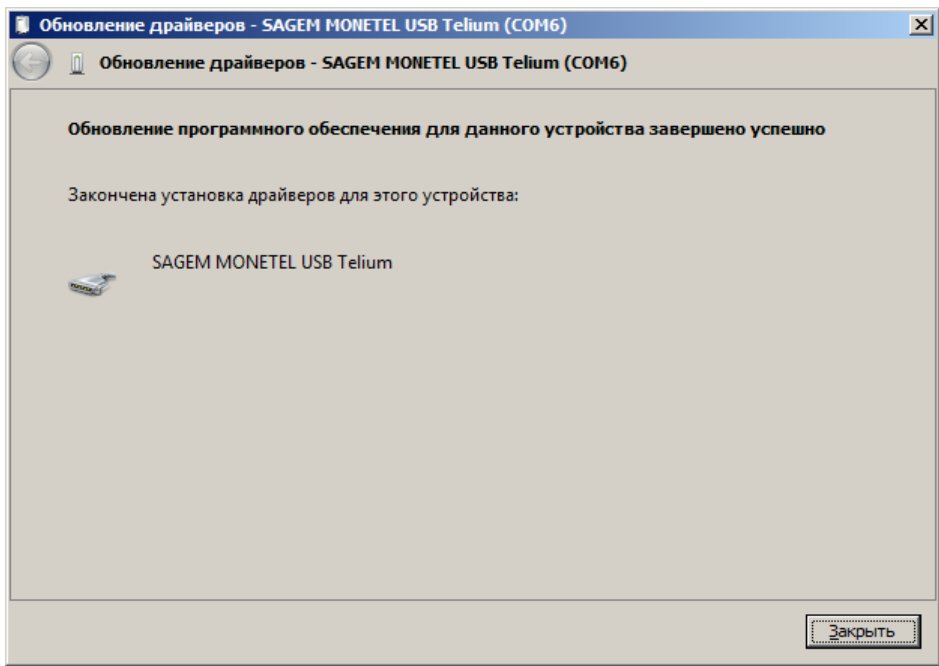 Обновление драйверов - SAGEM MONETEL USB Telium (COM6)
Обновление драйверов - SAGEM MONETEL USB Telium (COM6)
Обновление программного обеспечения для данного устройства завершено успешно
Закончена установка драйверов для этого устройства:
SAGEM MONETEL USB Telium
Закрыть